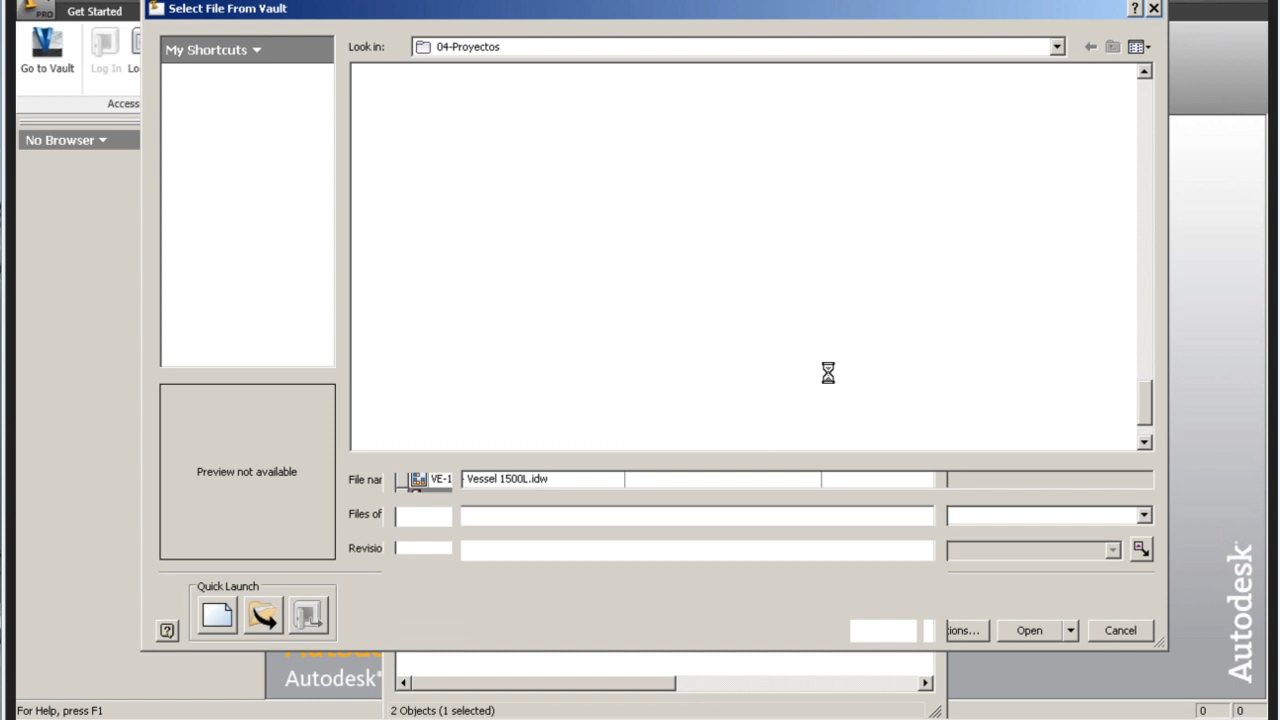 Select File From Vault
PRO
Get Started
Go to Vault
Log In
Lo
Access
No Browser
My Shortcuts
Look in:
04-Proyectos
Preview not available
File nar
VE-1
Vessel 1500L.idw
Files of
Revisio
Quick Launch
ions...
Open
Cancel
Autodesk
Autodesk
2 Objects (1 selected)
For Help, press F1
0
0